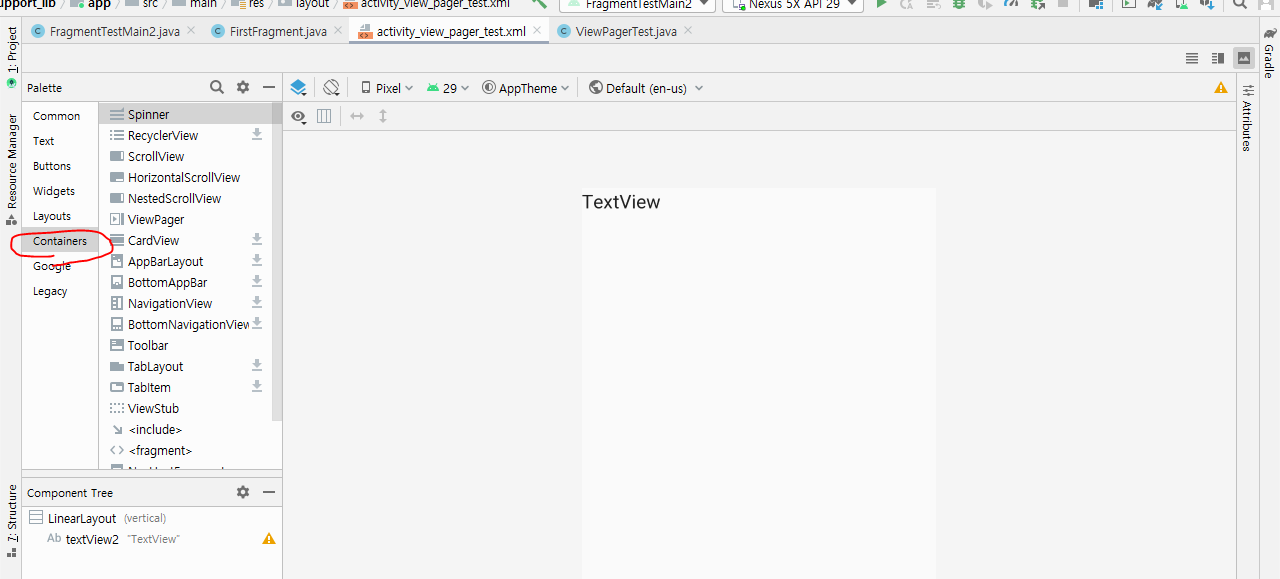 upport_lib app src main res layout activity_view_pager_test.xml FragmentTestMain2 Nexus 5X API 29
FragmentTestMain2.java FirstFragment.java activity_view_pager_test.xml ViewPagerTest.java
1: Project
Resource Manager
Z: Structure
Gradle
Attributes
Palette
Common
Text
Buttons
Widgets
Layouts
Containers
Google
Legacy
Spinner
RecyclerView
ScrollView
HorizontalScrollView
NestedScrollView
ViewPager
CardView
AppBarLayout
BottomAppBar
NavigationView
BottomNavigationView
Toolbar
TabLayout
TabItem
ViewStub
<include>
<fragment>
Pixel 29 AppTheme Default (en-us)
TextView
Component Tree
LinearLayout (vertical)
Ab textView2 "TextView"